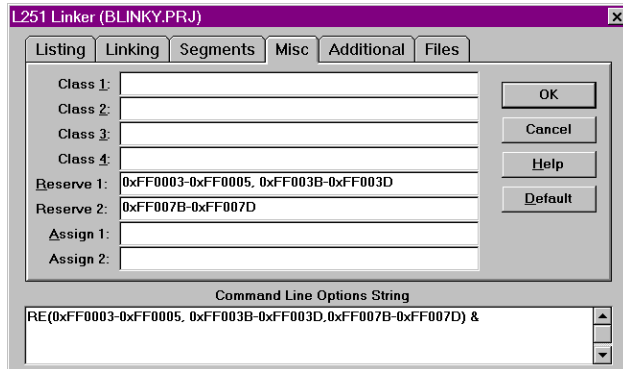 L251 Linker (BLINKY.PRJ)
Listing Linking Segments Misc Additional Files
Class 1:
Class 2:
Class 3:
Class 4:
Reserve 1: 0xFF0003-0xFF0005, 0xFF003B-0xFF003D
Reserve 2: 0xFF007B-0xFF007D
Assign 1:
Assign 2:
OK
Cancel
Help
Default
Command Line Options String
RE(0xFF0003-0xFF0005, 0xFF003B-0xFF003D,0xFF007B-0xFF007D) &